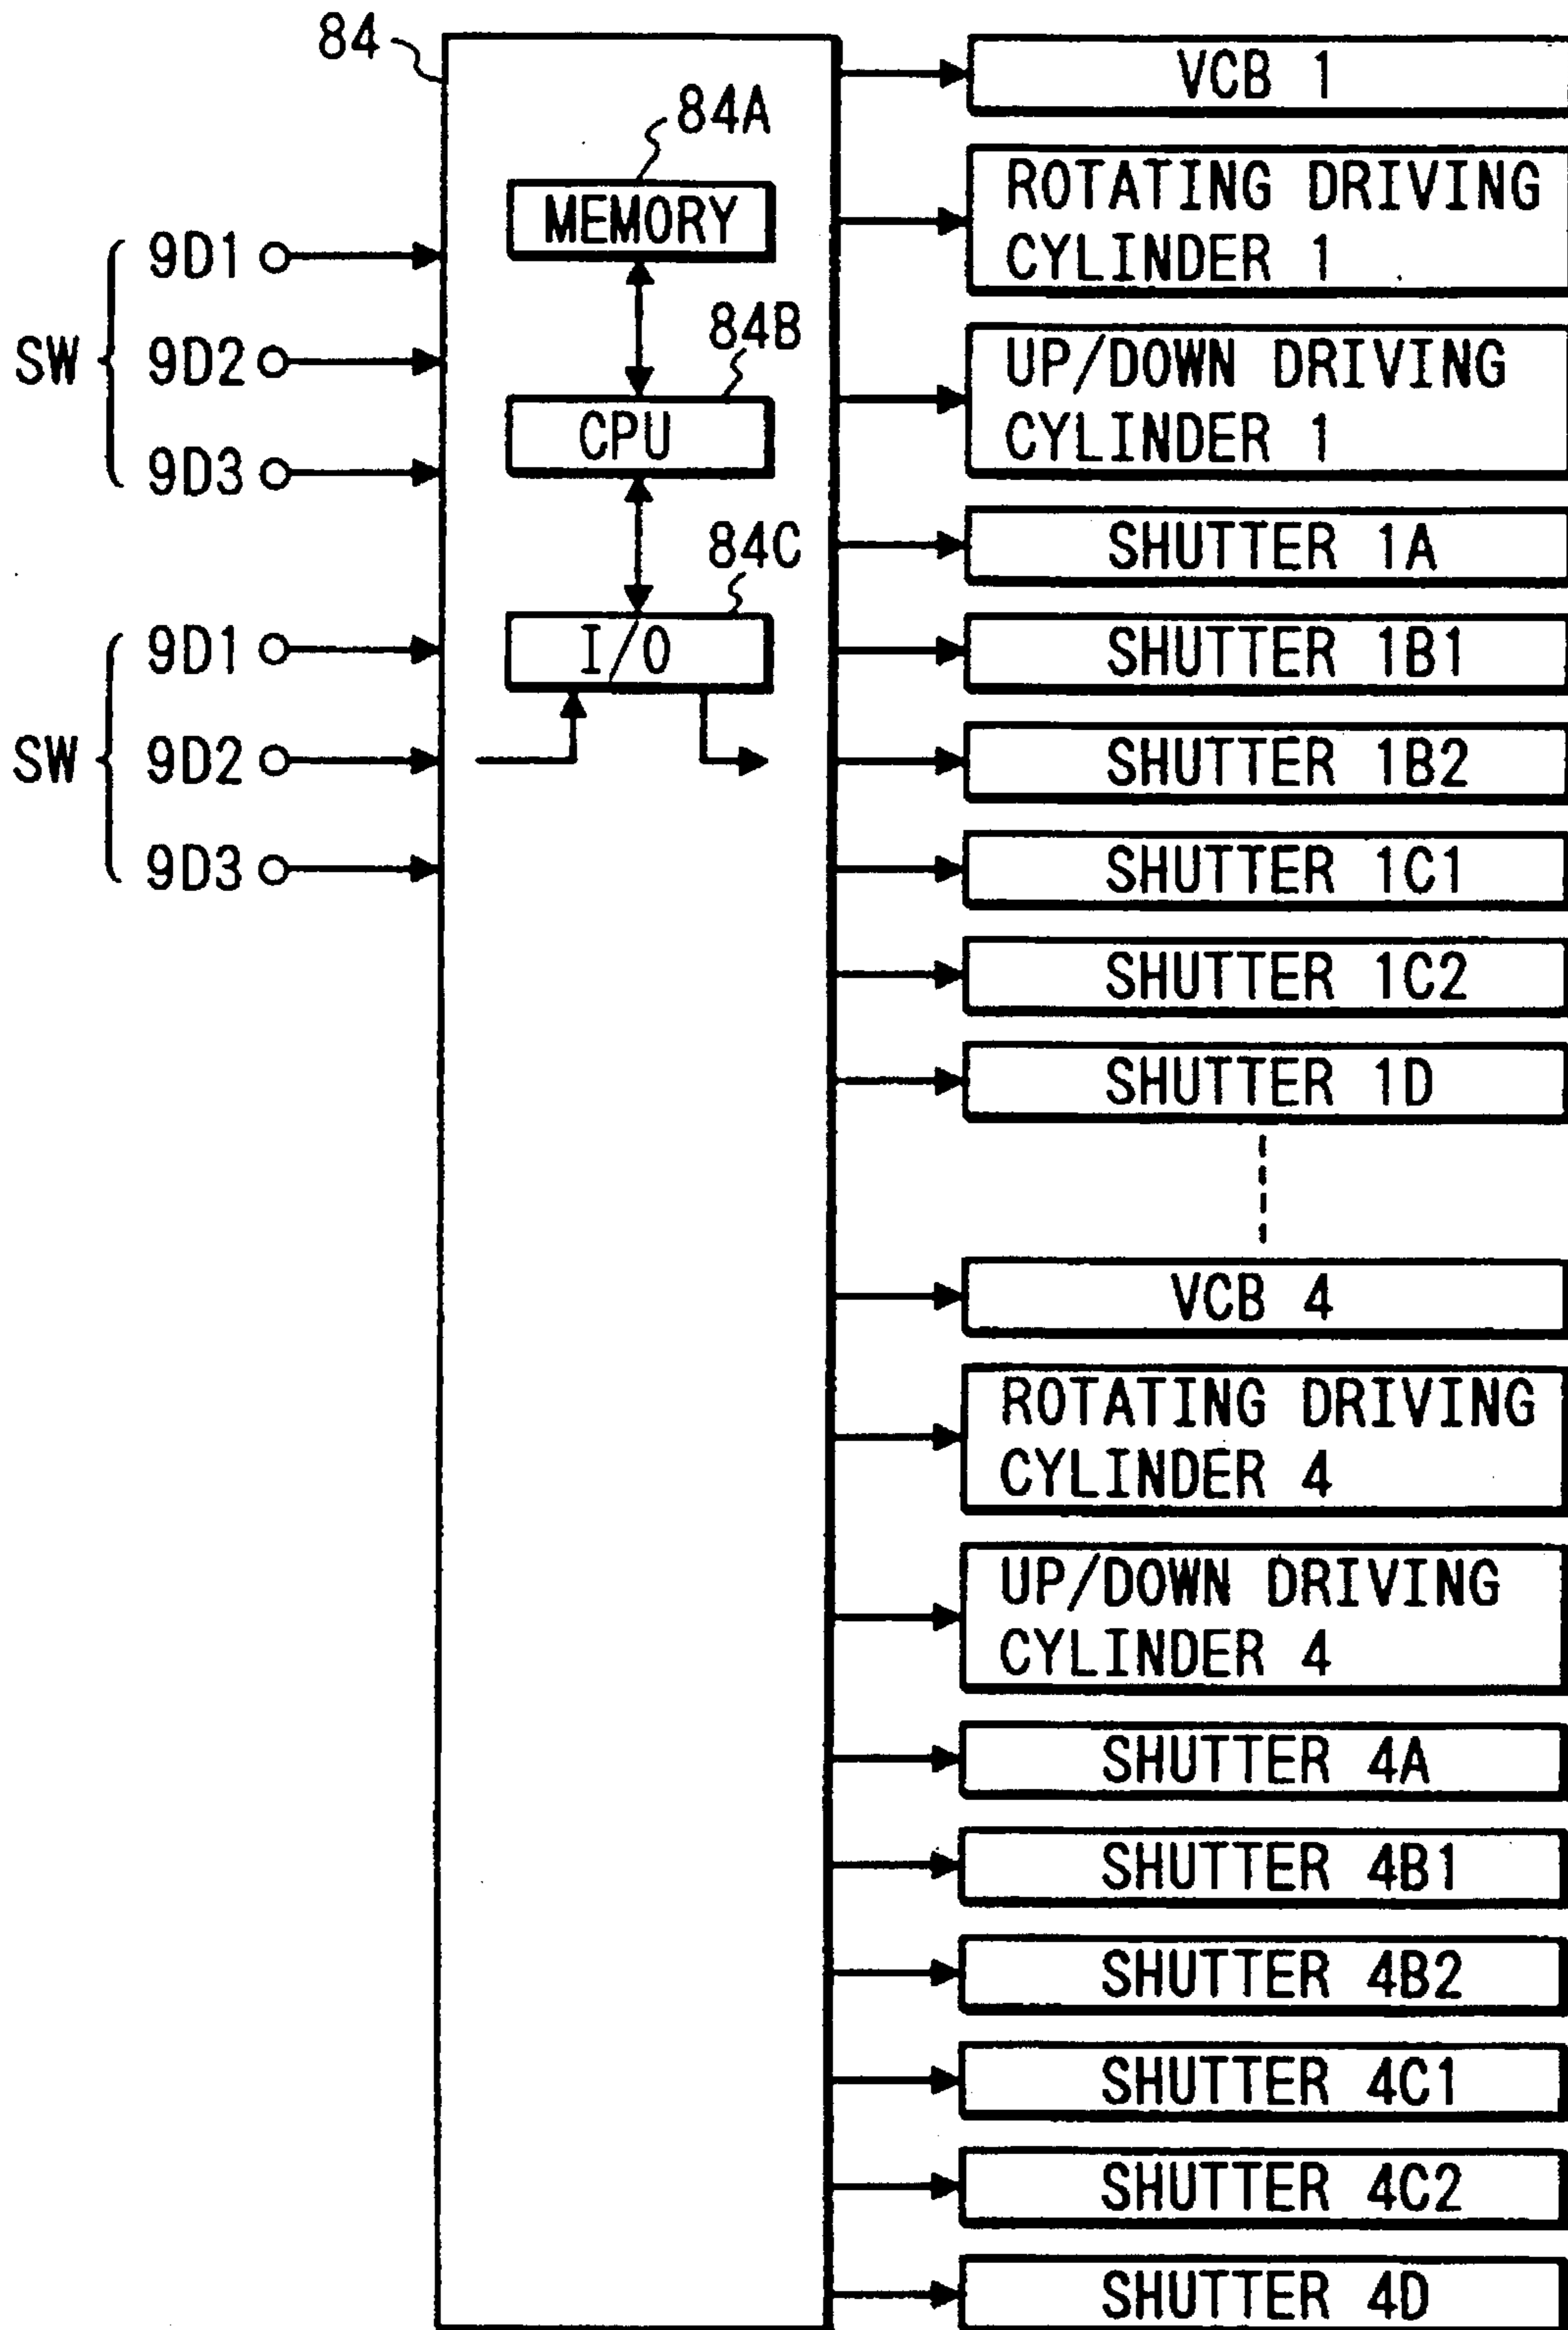 84
84A
MEMORY
84B
CPU
84C
I/O
SW
9D1
9D2
9D3
SW
9D1
9D2
9D3
VCB 1
ROTATING DRIVING
CYLINDER 1
UP/DOWN DRIVING
CYLINDER 1
SHUTTER 1A
SHUTTER 1B1
SHUTTER 1B2
SHUTTER 1C1
SHUTTER 1C2
SHUTTER 1D
VCB 4
ROTATING DRIVING
CYLINDER 4
UP/DOWN DRIVING
CYLINDER 4
SHUTTER 4A
SHUTTER 4B1
SHUTTER 4B2
SHUTTER 4C1
SHUTTER 4C2
SHUTTER 4D